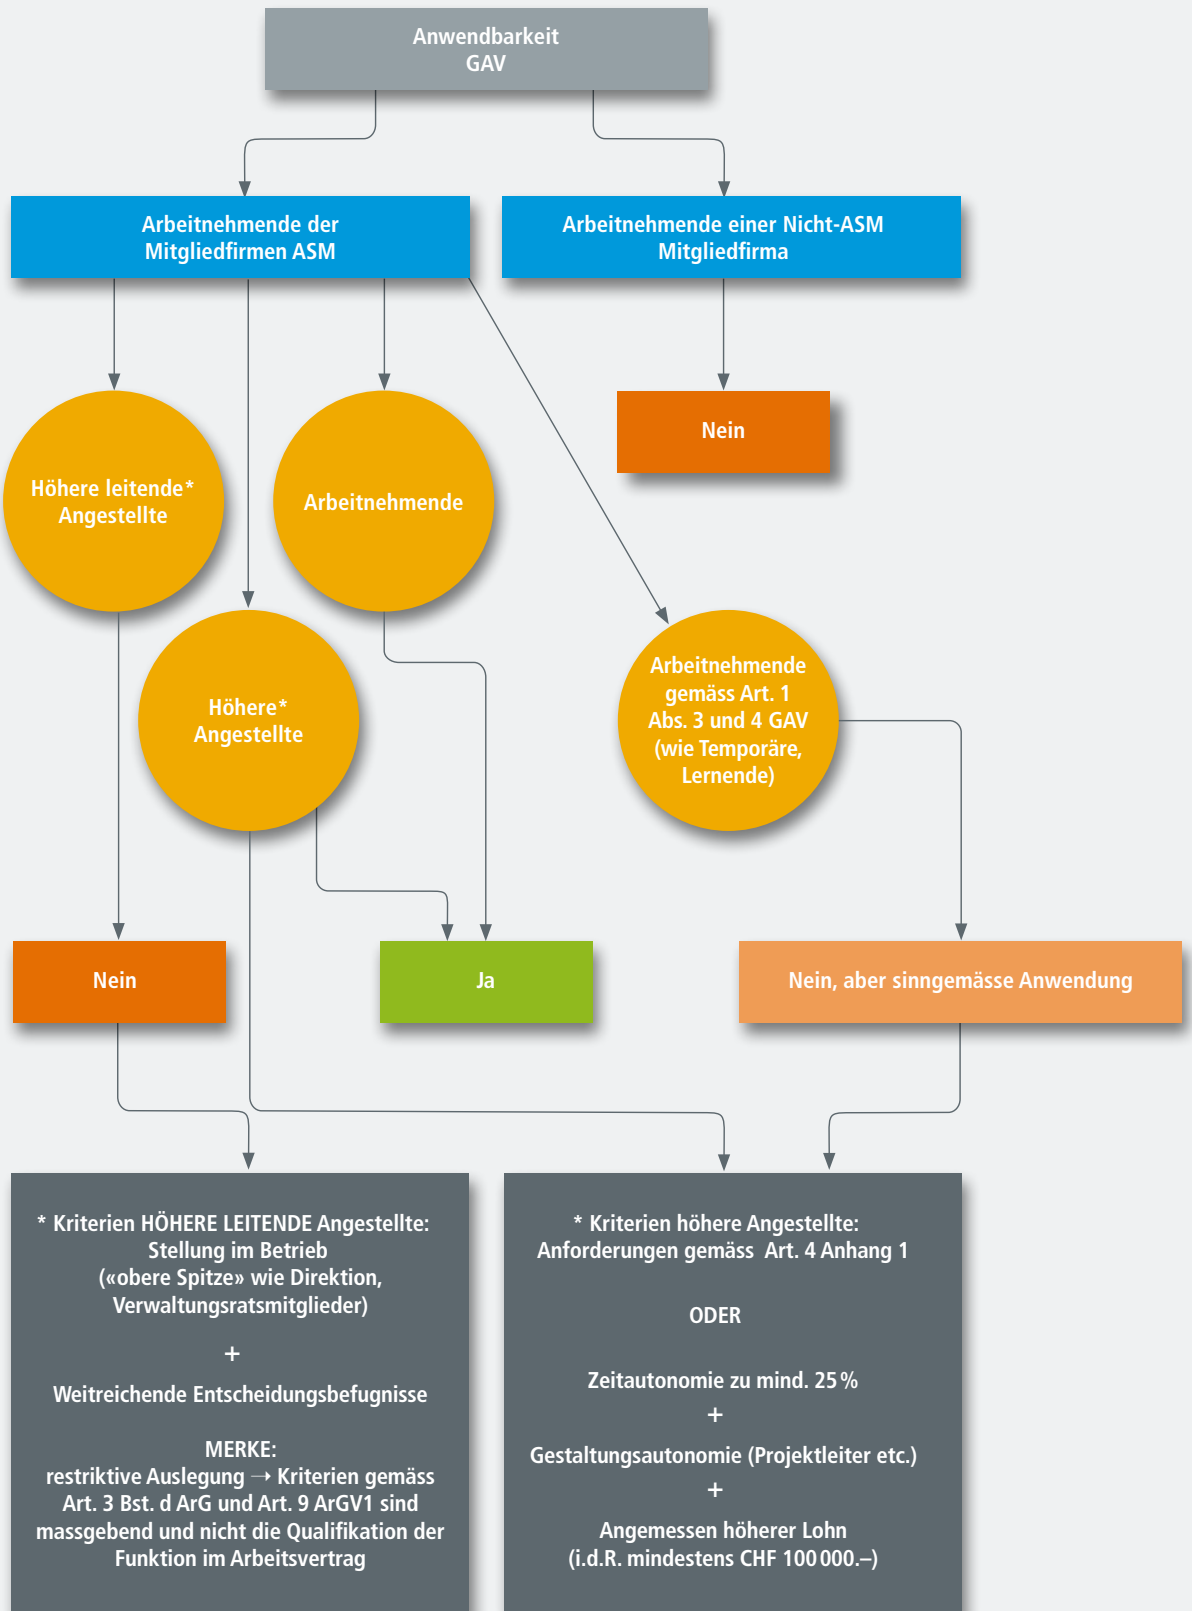 Anwendbarkeit
GAV
Arbeitnehmende der
Mitgliedfirmen ASM
Arbeitnehmende einer Nicht-ASM
Mitgliedfirma
Nein
Höhere leitende*
Angestellte
Arbeitnehmende
Höhere*
Angestellte
Arbeitnehmende
gemäss Art. 1
Abs. 3 und 4 GAV
(wie Temporäre,
Lernende)
Nein
Ja
Nein, aber sinngemässe Anwendung
* Kriterien HÖHERE LEITENDE Angestellte:
Stellung im Betrieb
(«obere Spitze» wie Direktion,
Verwaltungsratsmitglieder)
+
Weitreichende Entscheidungsbefugnisse
MERKE:
restriktive Auslegung → Kriterien gemäss
Art. 3 Bst. d ArG und Art. 9 ArGV1 sind
massgebend und nicht die Qualifikation der
Funktion im Arbeitsvertrag
* Kriterien höhere Angestellte:
Anforderungen gemäss Art. 4 Anhang 1
ODER
Zeitautonomie zu mind. 25 %
+
Gestaltungsautonomie (Projektleiter etc.)
+
Angemessen höherer Lohn
(i.d.R. mindestens CHF 100 000.–)